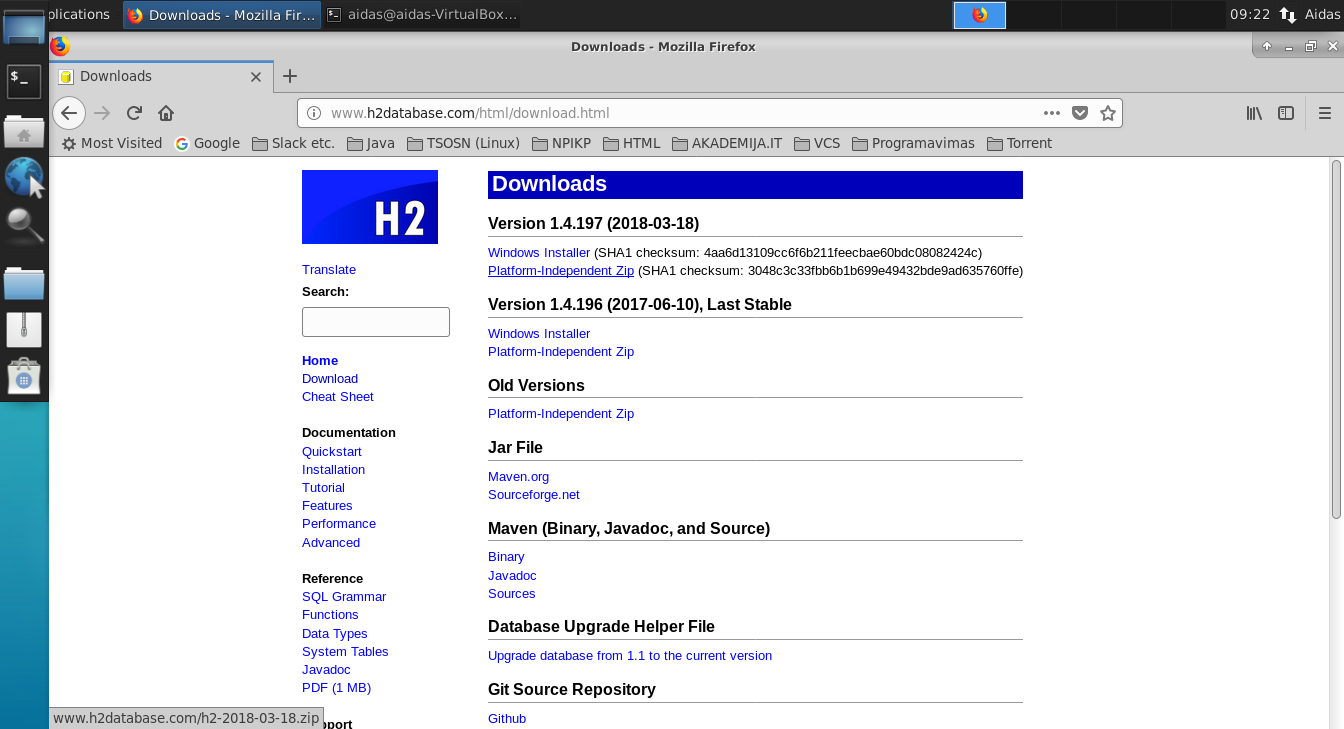 plications Downloads - Mozilla Fir... aidas@aidas-VirtualBox... 09:22 Aidas
Downloads - Mozilla Firefox
Downloads
www.h2database.com/html/download.html
Most Visited Google Slack etc. Java TSOSN (Linux) NPIKP HTML AKADEMIJA.IT VCS Programavimas Torrent
H2
Translate
Search:
Home
Download
Cheat Sheet
Documentation
Quickstart
Installation
Tutorial
Features
Performance
Advanced
Reference
SQL Grammar
Functions
Data Types
System Tables
Javadoc
PDF (1 MB)
pport
Downloads
Version 1.4.197 (2018-03-18)
Windows Installer (SHA1 checksum: 4aa6d13109cc6f6b211feecbae60bdc08082424c)
Platform-Independent Zip (SHA1 checksum: 3048c3c33fbb6b1b699e49432bde9ad635760ffe)
Version 1.4.196 (2017-06-10), Last Stable
Windows Installer
Platform-Independent Zip
Old Versions
Platform-Independent Zip
Jar File
Maven.org
Sourceforge.net
Maven (Binary, Javadoc, and Source)
Binary
Javadoc
Sources
Database Upgrade Helper File
Upgrade database from 1.1 to the current version
Git Source Repository
Github
www.h2database.com/h2-2018-03-18.zip